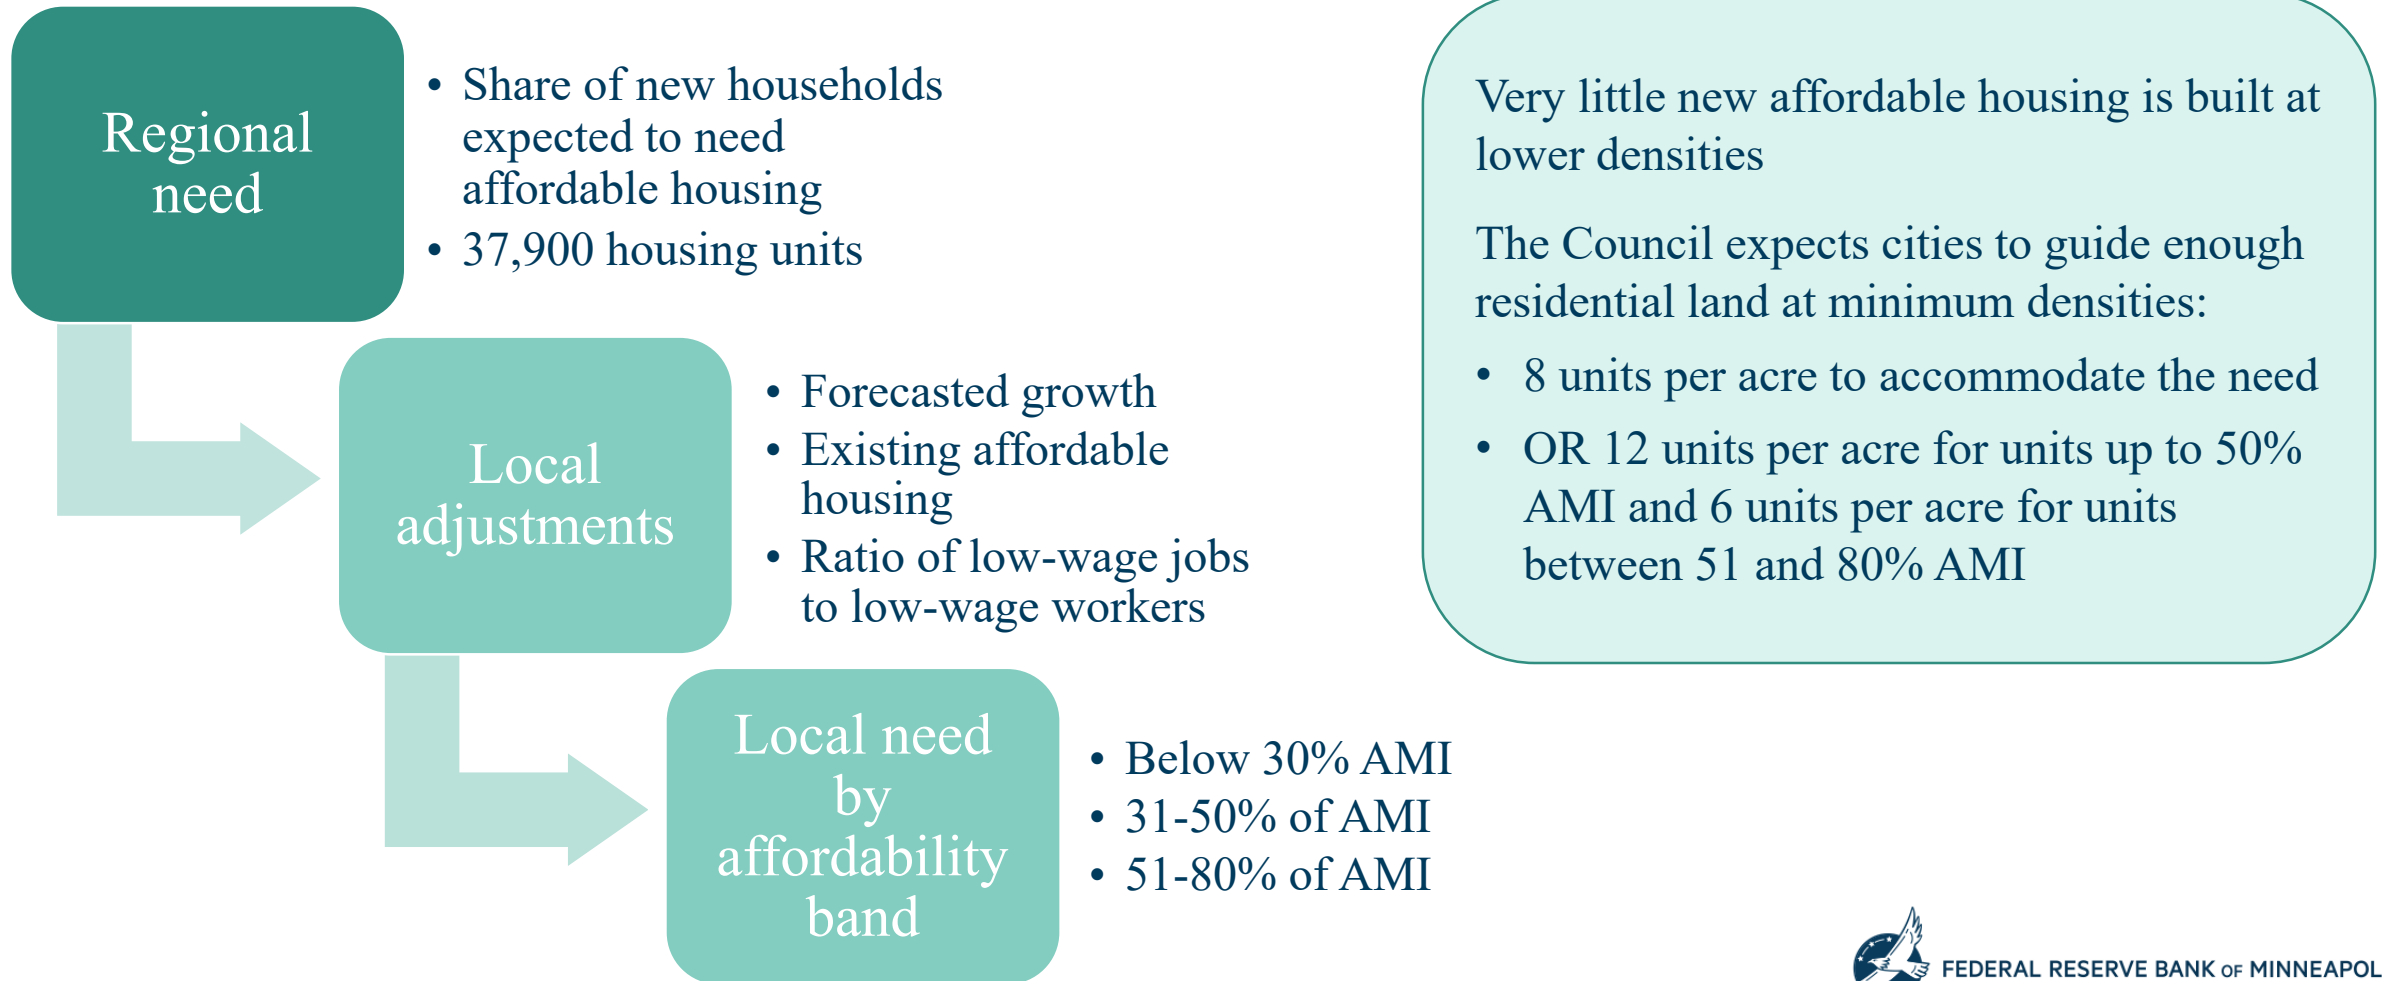 Regional
need
• Share of new households
expected to need
affordable housing
• 37,900 housing units
Local
adjustments
• Forecasted growth
• Existing affordable
housing
• Ratio of low-wage jobs
to low-wage workers
Local need
by
affordability
band
• Below 30% AMI
• 31-50% of AMI
• 51-80% of AMI
Very little new affordable housing is built at
lower densities
The Council expects cities to guide enough
residential land at minimum densities:
• 8 units per acre to accommodate the need
• OR 12 units per acre for units up to 50%
AMI and 6 units per acre for units
between 51 and 80% AMI
FEDERAL RESERVE BANK OF MINNEAPOL